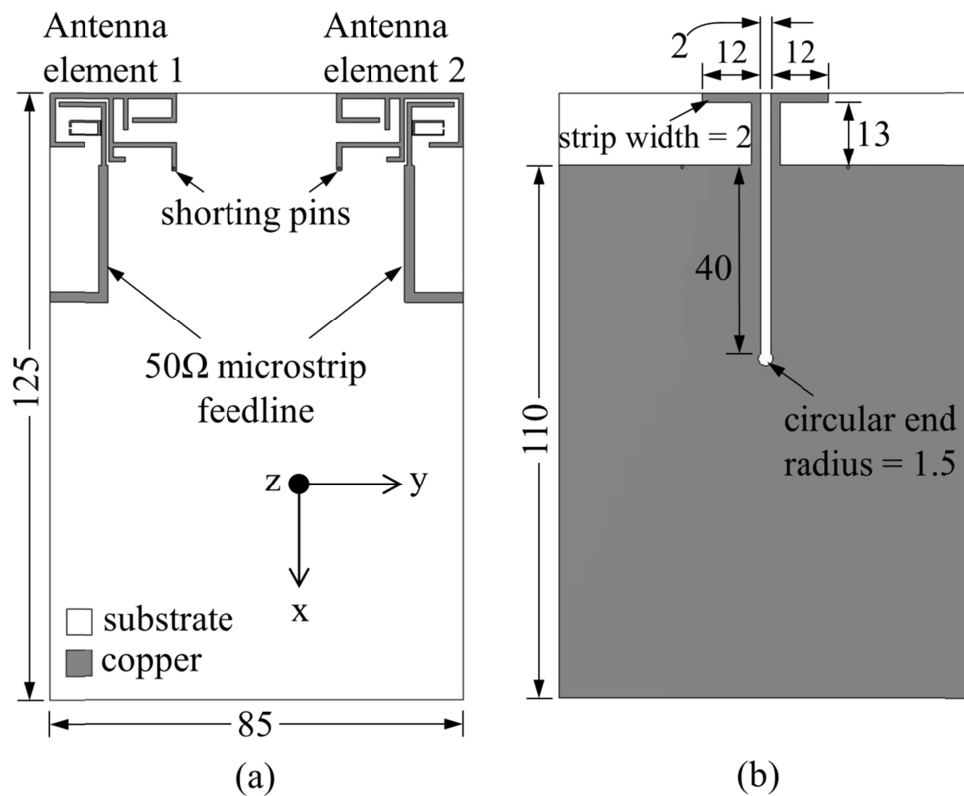 Antenna
element 1
Antenna
element 2
shorting pins
50Ω microstrip
feedline
125
z
y
x
substrate
copper
85
(a)
2
12
12
strip width = 2
13
40
110
circular end
radius = 1.5
(b)